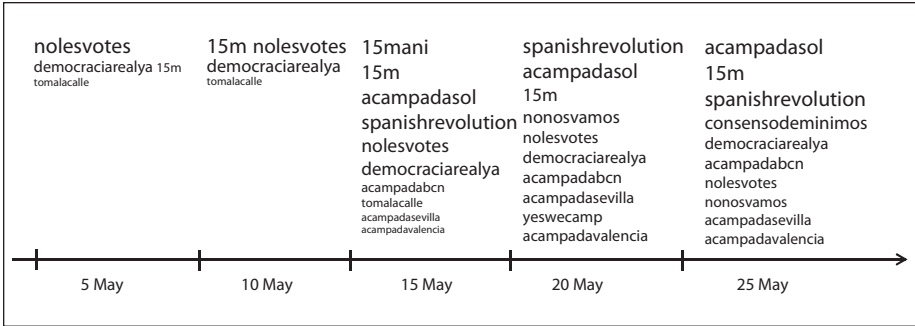 nolesvotes
democraciarealya 15m
tomalacalle
15m nolesvotes
democraciarealya
tomalacalle
15mani
15m
acampadasol
spanishrevolution
nolesvotes
democraciarealya
acampadabcn
tomalacalle
acampadasevilla
acampadavalencia
spanishrevolution
acampadasol
15m
nonosvamos
nolesvotes
democraciarealya
acampadabcn
acampadasevilla
yeswecamp
acampadavalencia
acampadasol
15m
spanishrevolution
consensodeminimos
democraciarealya
acampadabcn
nolesvotes
nonosvamos
acampadasevilla
acampadavalencia
5 May
10 May
15 May
20 May
25 May